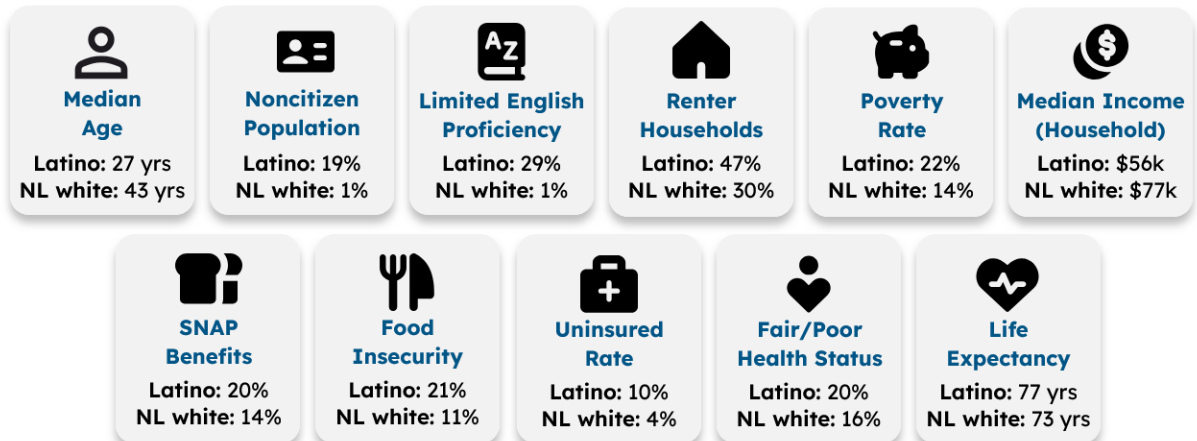 Median
Age
Latino: 27 yrs
NL white: 43 yrs
Noncitizen
Population
Latino: 19%
NL white: 1%
AZ
Limited English
Proficiency
Latino: 29%
NL white: 1%
Renter
Households
Latino: 47%
NL white: 30%
Poverty
Rate
Latino: 22%
NL white: 14%
$
Median Income
(Household)
Latino: $56k
NL white: $77k
SNAP
Benefits
Latino: 20%
NL white: 14%
Food
Insecurity
Latino: 21%
NL white: 11%
Uninsured
Rate
Latino: 10%
NL white: 4%
Fair/Poor
Health Status
Latino: 20%
NL white: 16%
Life
Expectancy
Latino: 77 yrs
NL white: 73 yrs